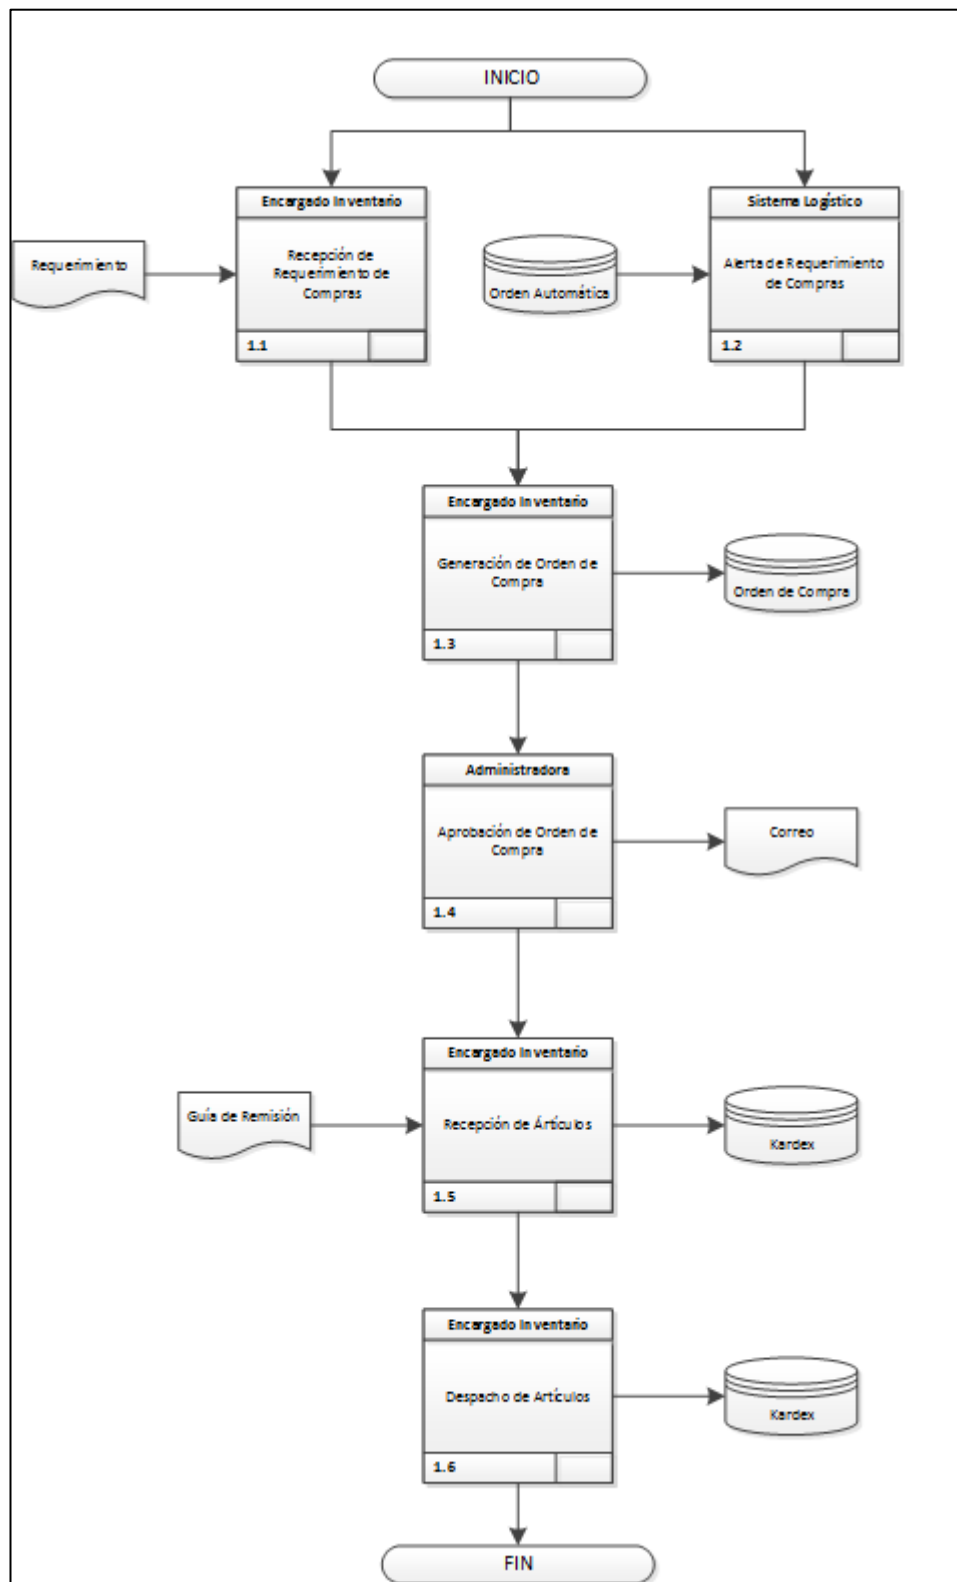 INICIO
Encargado Inventario
Sistema Logístico
Requerimiento
Recepción de
Requerimiento de
Compras
Orden Automática
Alerta de Requerimiento
de Compras
1.1
1.2
Encargado Inventario
Generación de Orden de
Compra
Orden de Compra
1.3
Administradora
Aprobación de Orden de
Compra
Correo
1.4
Encargado Inventario
Guía de Remisión
Recepción de Ártículos
Kardex
1.5
Encargado Inventario
Despacho de Artículos
Kardex
1.6
FIN